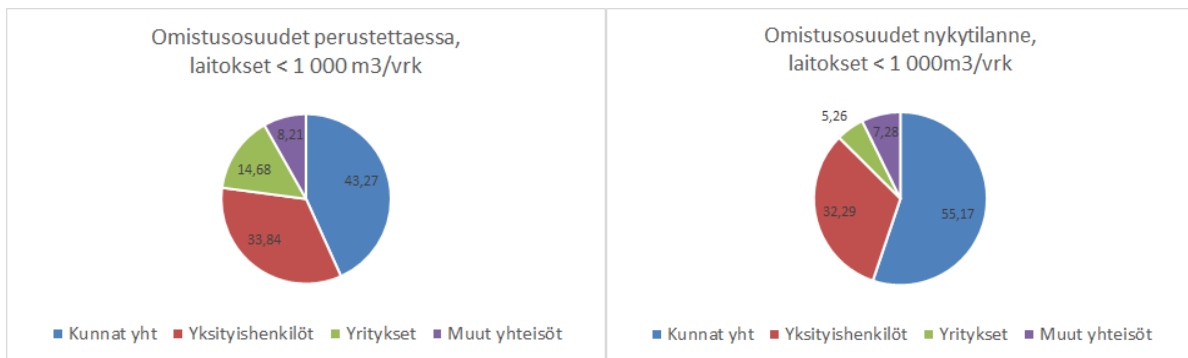 Omistusosuudet perustettaessa,
laitokset < 1 000 m3/vrk
8,21
14,68
43,27
33,84
Kunnat yht Yksityishenkilöt Yritykset Muut yhteisöt
Omistusosuudet nykytilanne,
laitokset < 1 000m3/vrk
5,26
7,28
32,29
55,17
Kunnat yht Yksityishenkilöt Yritykset Muut yhteisöt